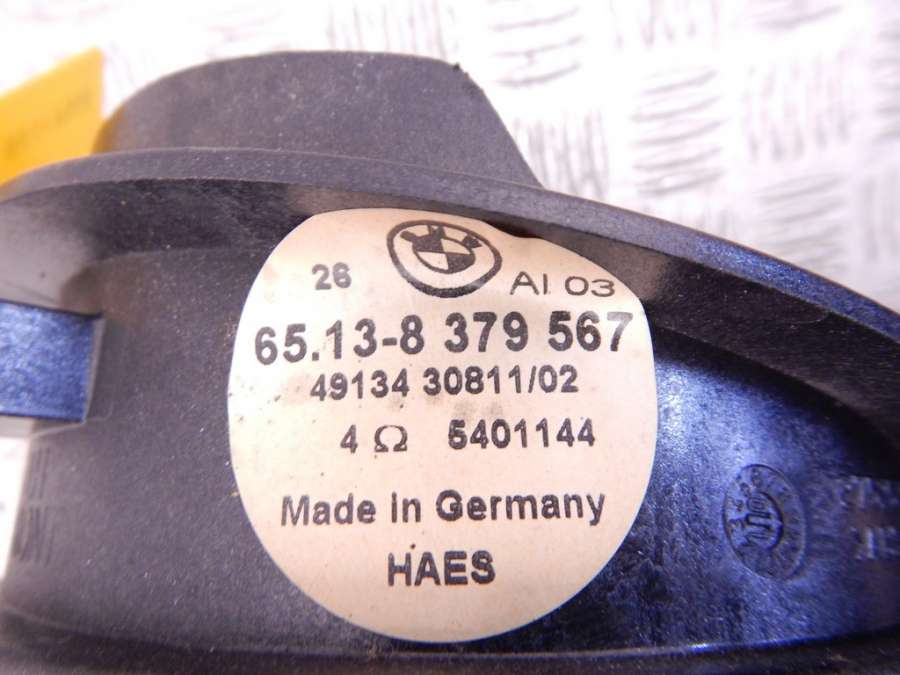 26 AI 03
65.13-8 379 567
49134 30811/02
4 Ω 5401144
Made in Germany
HAES